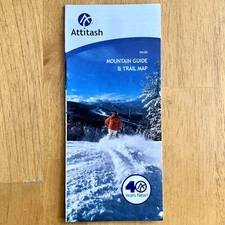 Attitash
MOUNTAIN GUIDE
& TRAIL MAP
40
Years New!